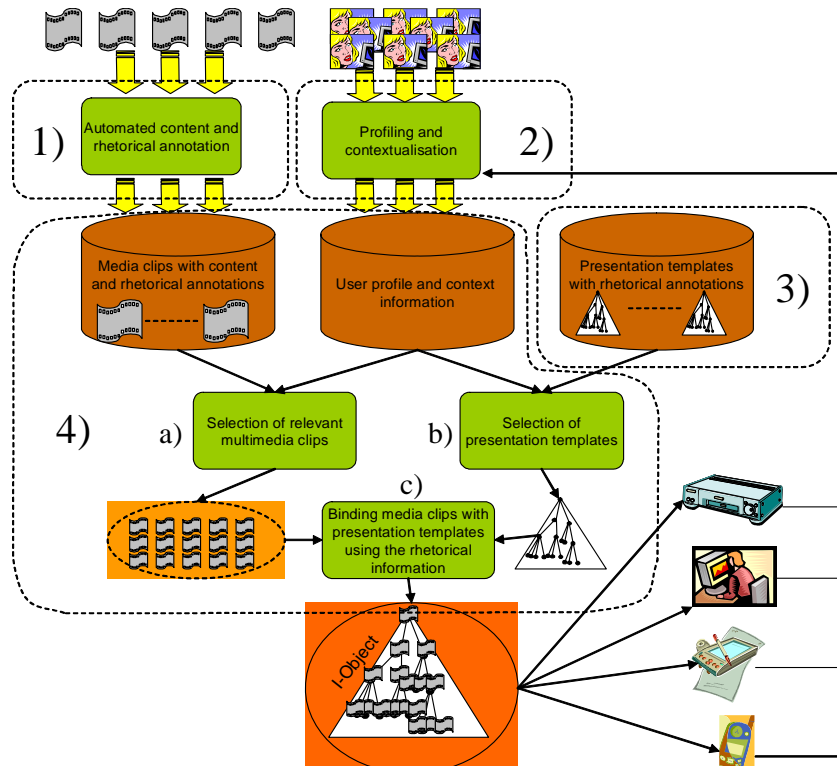 1)
Automated content and
rhetorical annotation
Profiling and
contextualisation
2)
Media clips with content
and rhetorical annotations
User profile and context
information
Presentation templates
with rhetorical annotations
3)
4)
a)
Selection of relevant
multimedia clips
b)
Selection of
presentation templates
c)
Binding media clips with
presentation templates
using the rhetorical
information
I-Object